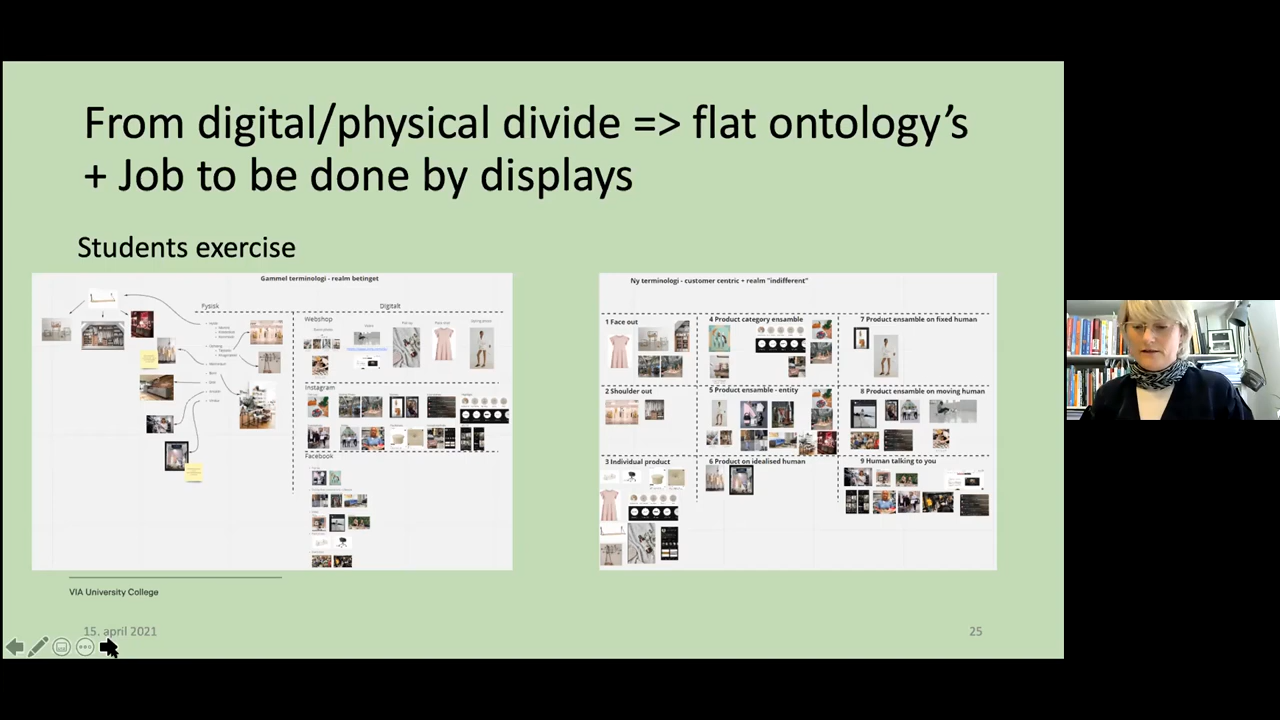 From digital/physical divide => flat ontology’s
+ Job to be done by displays
Students exercise
Gammel terminologi - realm betinget
Fysisk
Digitalt
Webshop
Instagram
Facebook
Ny terminologi - customer centric + realm "indifferent"
1 Face out
4 Product category ensamble
7 Product ensamble on fixed human
2 Shoulder out
5 Product ensamble - entity
8 Product ensamble on moving human
3 Individual product
6 Product on idealised human
9 Human talking to you
VIA University College
15. april 2021
25